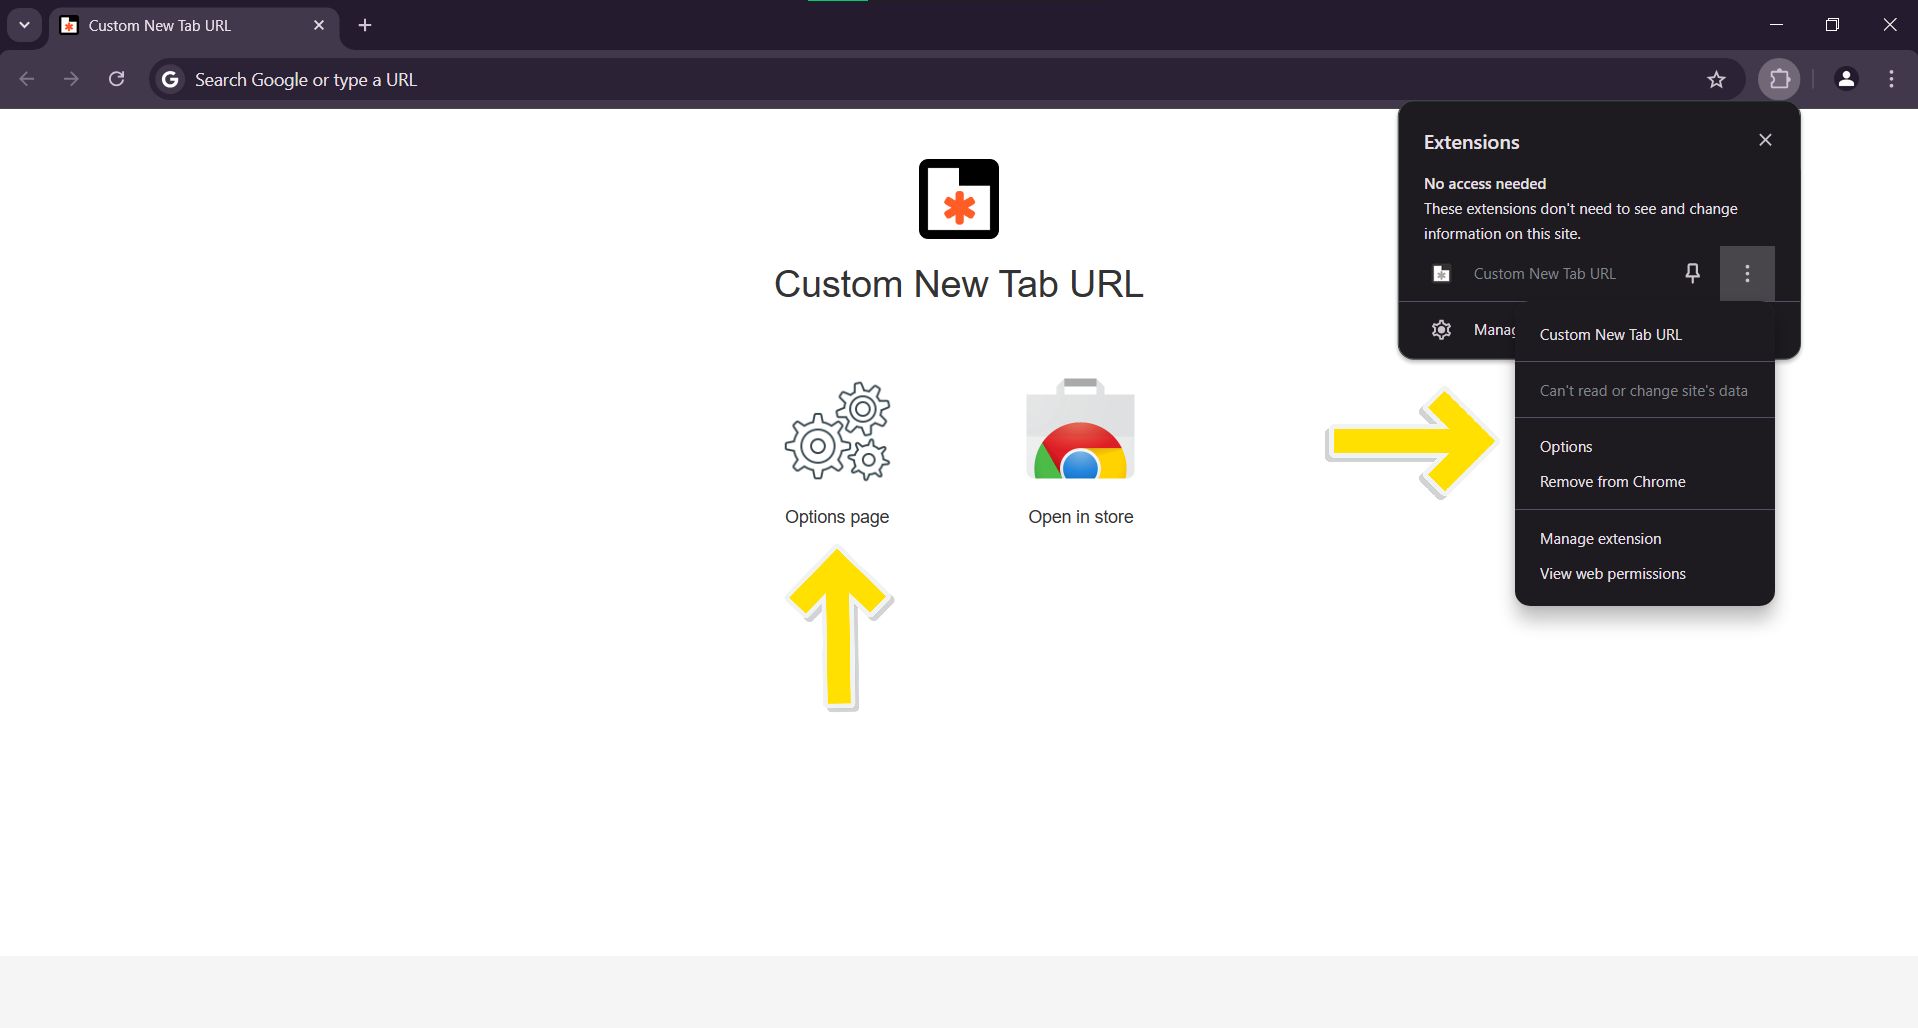 Custom New Tab URL
Search Google or type a URL
Custom New Tab URL
Options page
Open in store
Extensions
No access needed
These extensions don't need to see and change
information on this site.
Custom New Tab URL
Custom New Tab URL
Can't read or change site's data
Options
Remove from Chrome
Manage extension
View web permissions